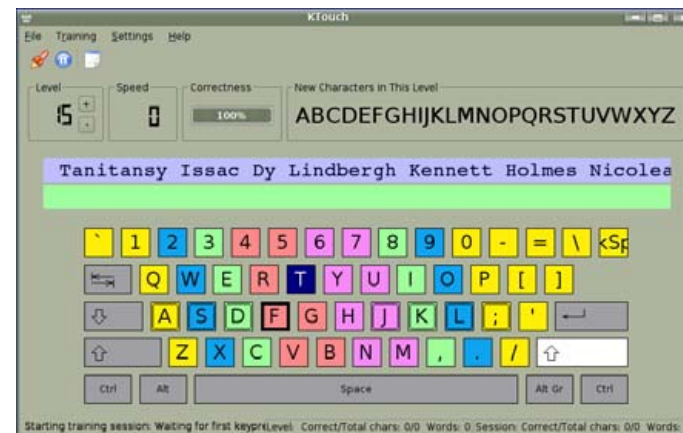 KTouch
File Training Settings Help
Level Speed Correctness New Characters in This Level
15 + - 0 100% ABCDEFGHIJKLMNOPQRSTUVWXYZ
Tanitansy Issac Dy Lindbergh Kennett Holmes Nicolea
` 1 2 3 4 5 6 7 8 9 0 - = \ <Sp
Q W E R T Y U I O P [ ]
A S D F G H J K L ; '
Z X C V B N M , . /
Ctrl Alt Space Alt Gr Ctrl
Starting training session: Waiting for first keypre Level: Correct/Total chars: 0/0 Words: 0 Session: Correct/Total chars: 0/0 Words: